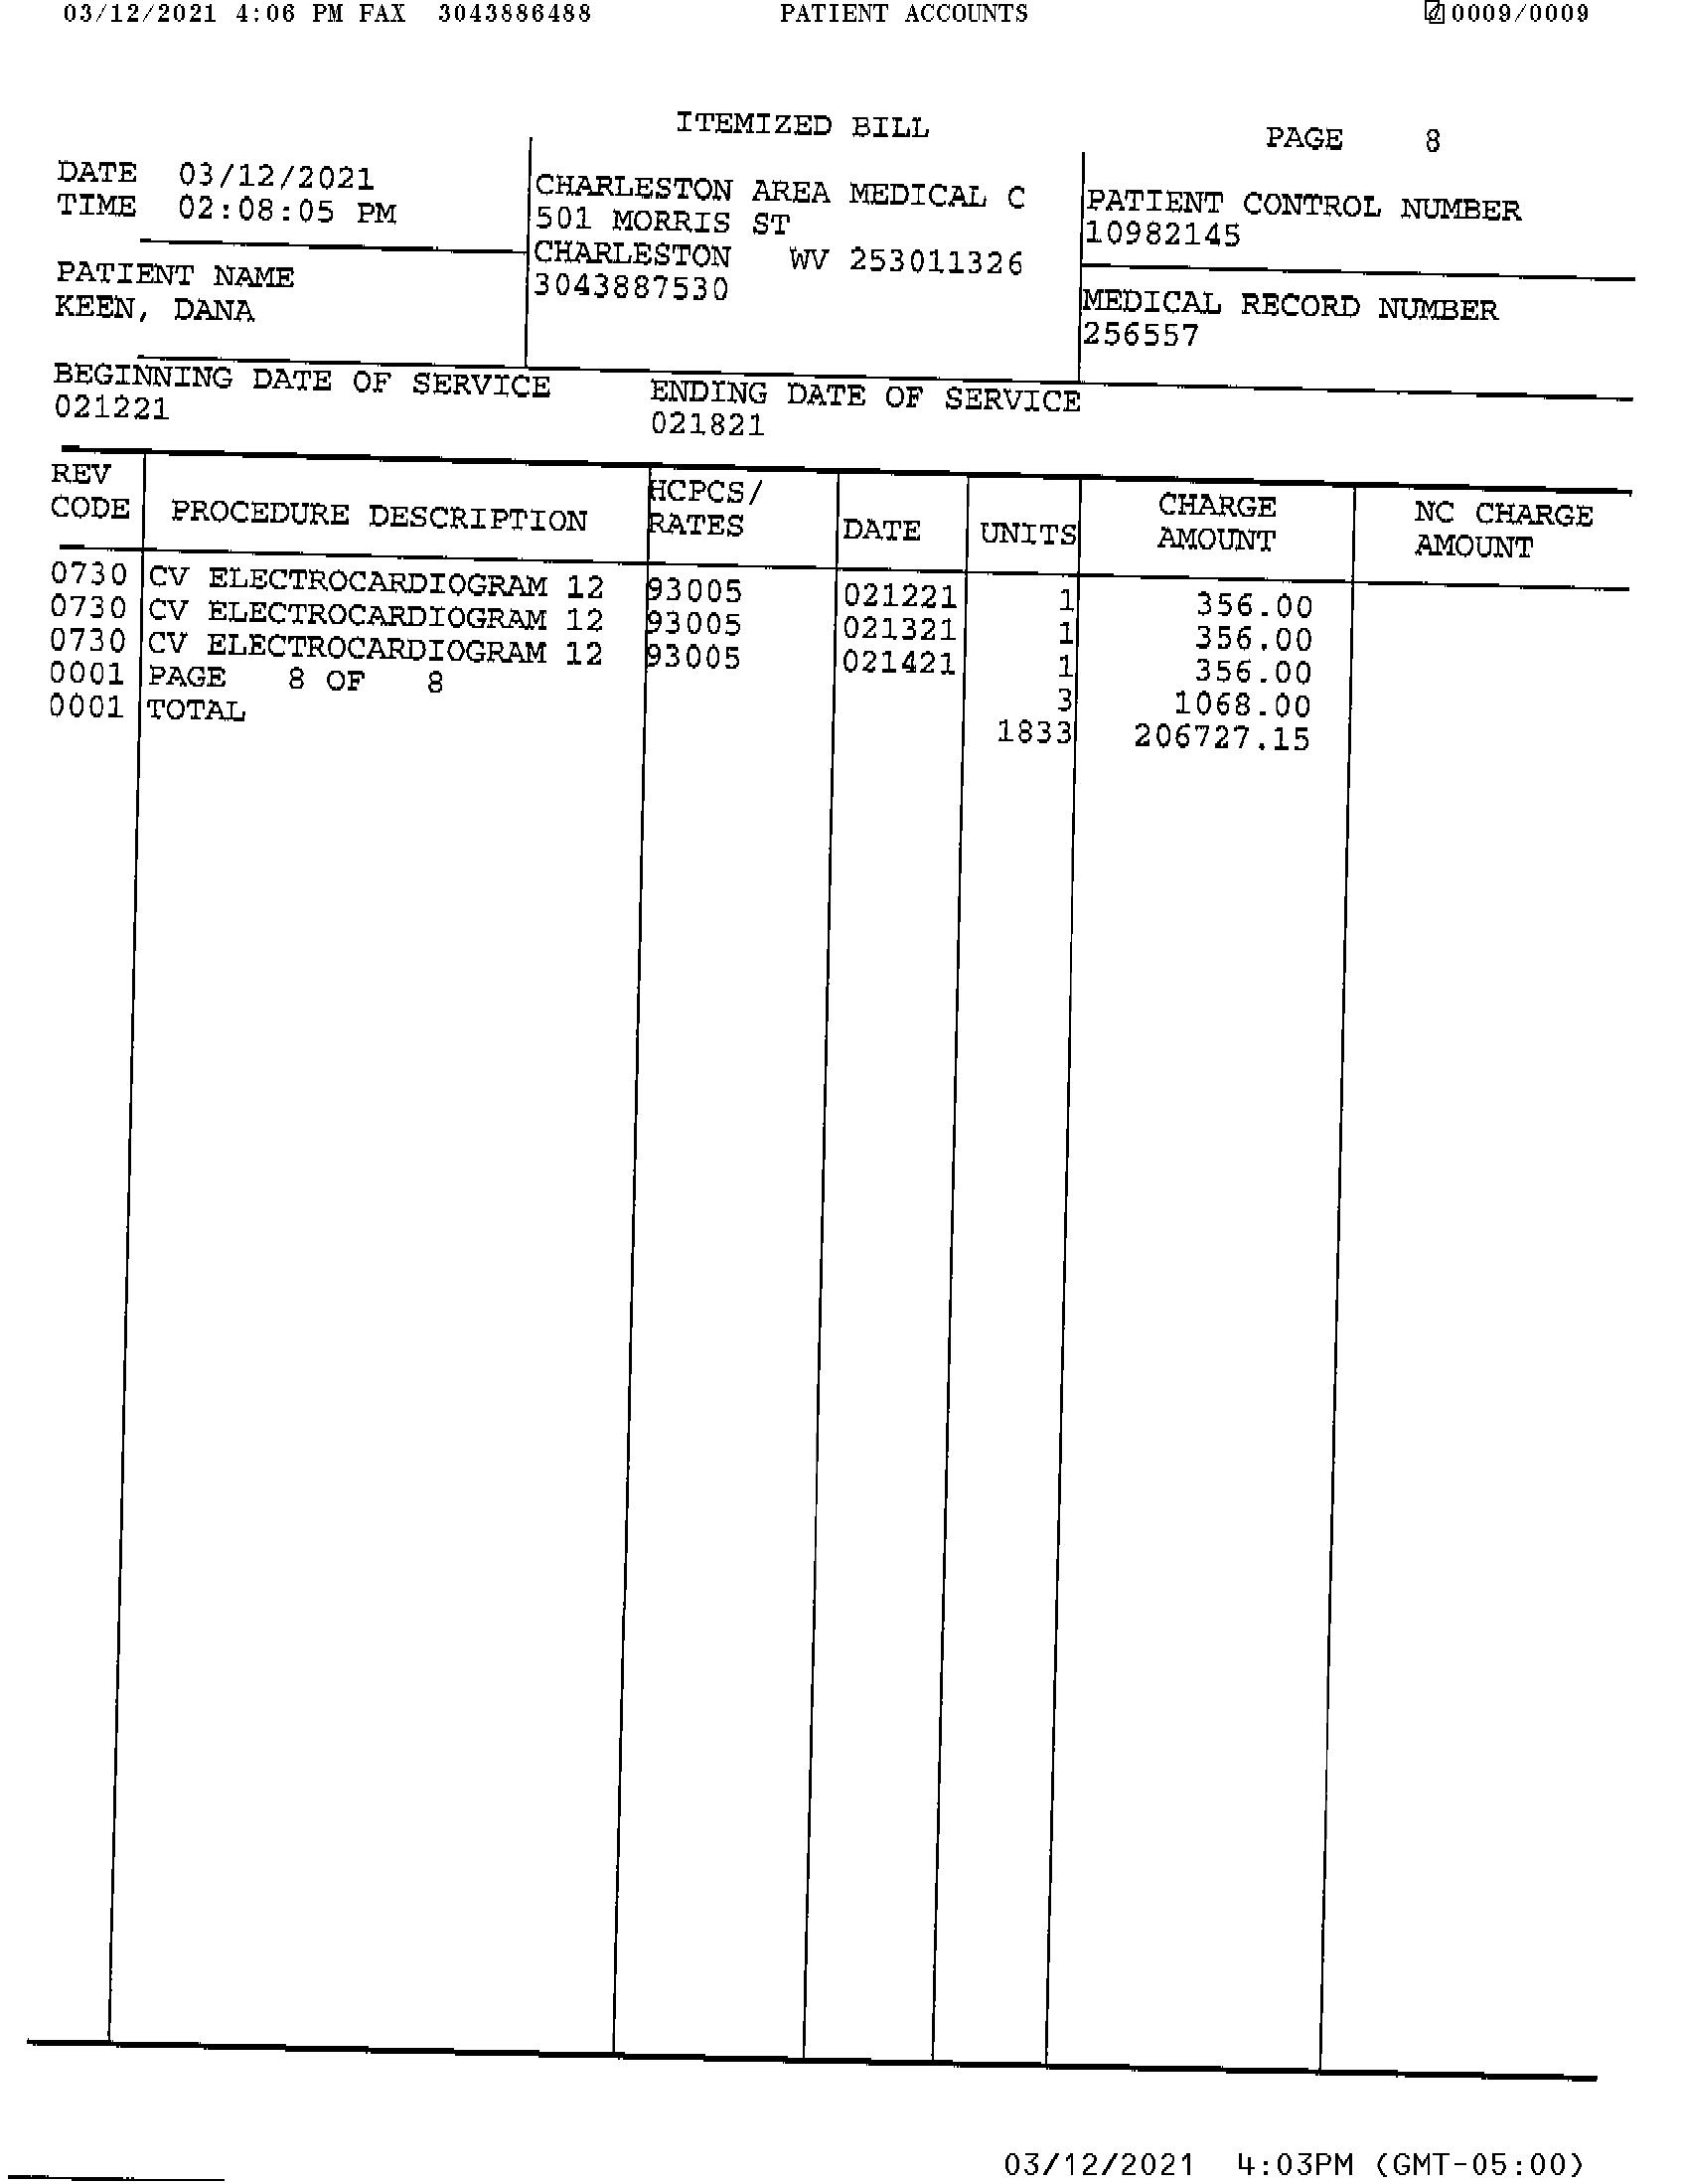 03/12/2021 4:06 PM FAX 3043886488 PATIENT ACCOUNTS 0009/0009
ITEMIZED BILL
PAGE 8
DATE 03/12/2021
TIME 02:08:05 PM
CHARLESTON AREA MEDICAL C
501 MORRIS ST
CHARLESTON WV 253011326
3043887530
PATIENT CONTROL NUMBER
10982145
PATIENT NAME
KEEN, DANA
MEDICAL RECORD NUMBER
256557
BEGINNING DATE OF SERVICE
021221
ENDING DATE OF SERVICE
021821
REV
CODE
PROCEDURE DESCRIPTION
HCPCS/
RATES
DATE
UNITS
CHARGE
AMOUNT
NC CHARGE
AMOUNT
0730 CV ELECTROCARDIOGRAM 12 93005 021221 1 356.00
0730 CV ELECTROCARDIOGRAM 12 93005 021321 1 356.00
0730 CV ELECTROCARDIOGRAM 12 93005 021421 1 356.00
0001 PAGE 8 OF 8 3 1068.00
0001 TOTAL 1833 206727.15
03/12/2021 4:03PM (GMT-05:00)